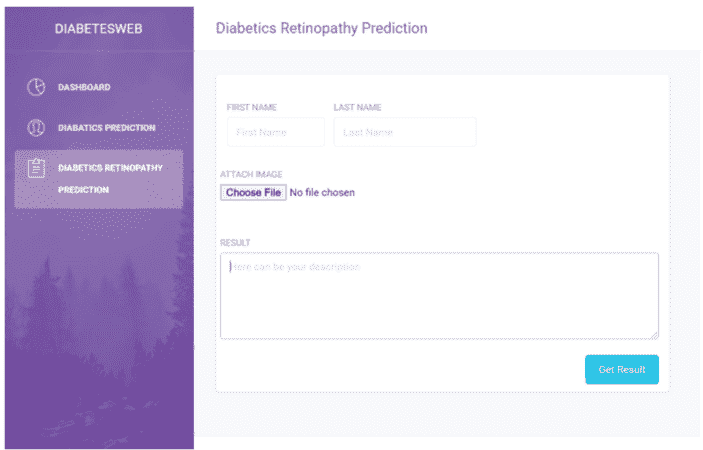 DIABETESWEB
Diabetics Retinopathy Prediction
DASHBOARD
DIABATICS PREDICTION
DIABETICS RETINOPATHY
PREDICTION
FIRST NAME
LAST NAME
First Name
Last Name
ATTACH IMAGE
Choose File No file chosen
RESULT
Here can be your description
Get Result